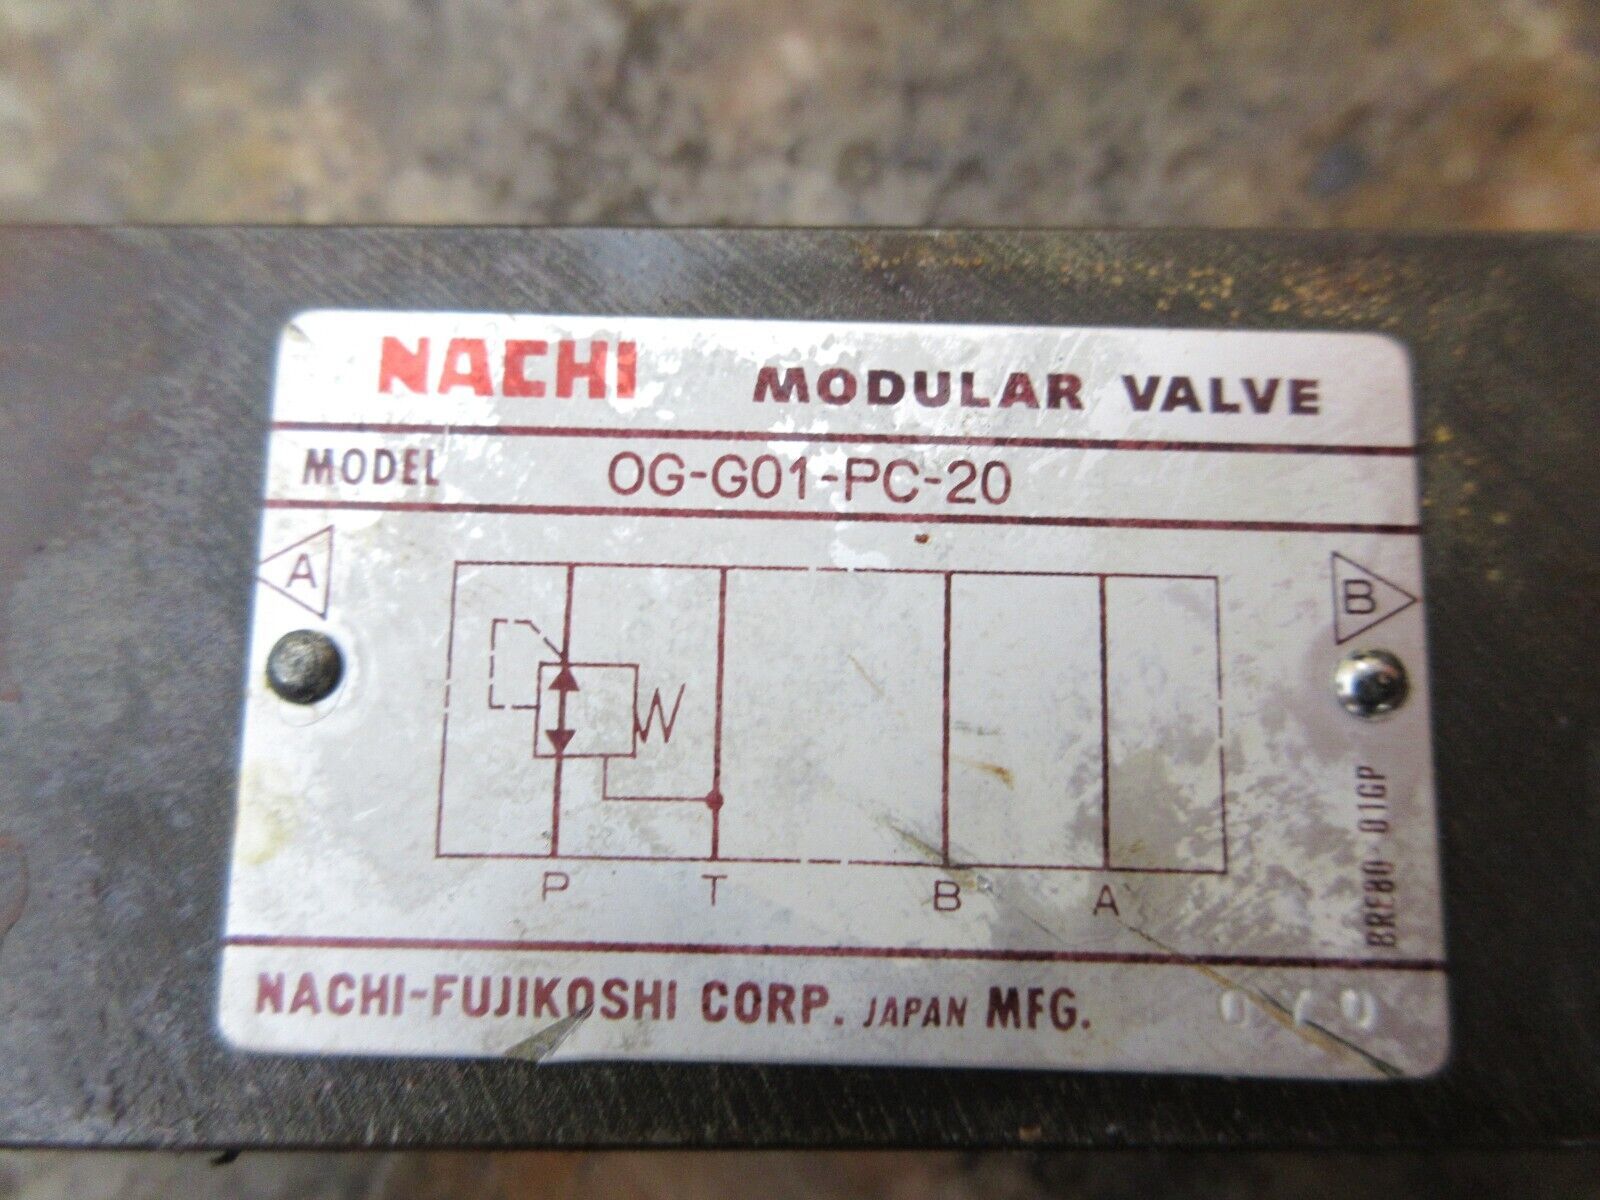 NACHI MODULAR VALVE
MODEL OG-G01-PC-20
A
B
P T B A
BRE80-01GP
NACHI-FUJIKOSHI CORP. JAPAN MFG.